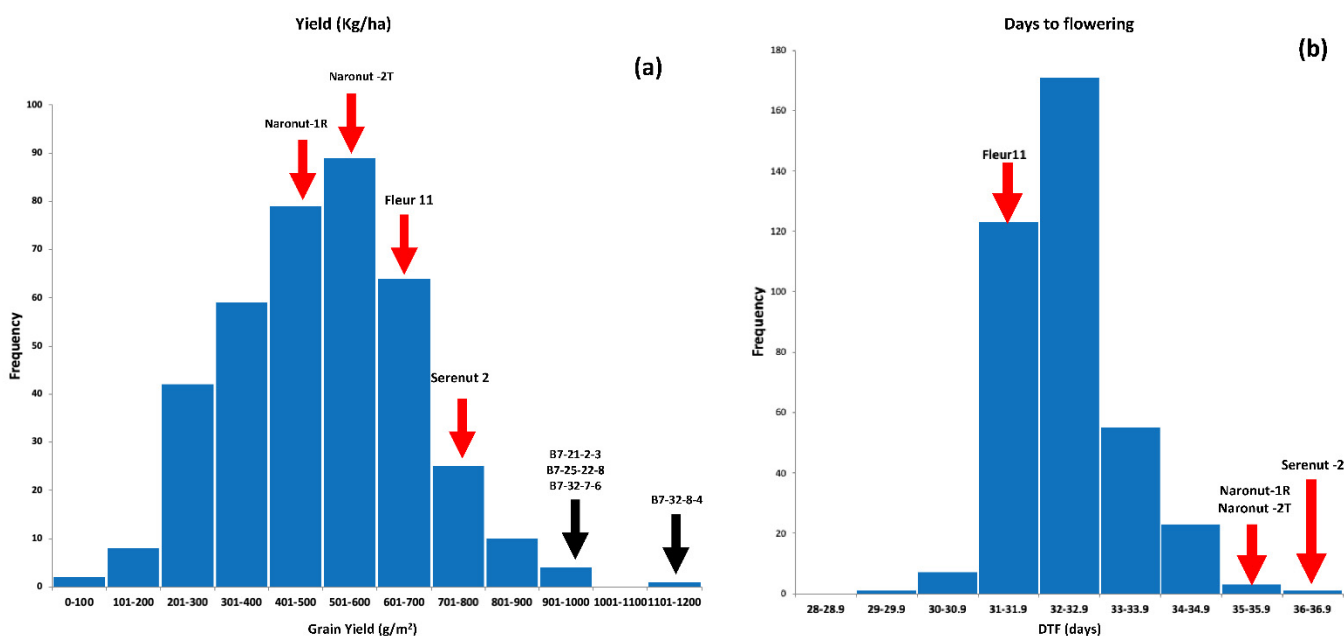 Yield (Kg/ha)
(a)
Naronut -2T
Naronut-1R
Fleur 11
Serenut 2
B7-21-2-3
B7-25-22-8
B7-32-7-6
B7-32-8-4
Frequency
100
90
80
70
60
50
40
30
20
10
0
0-100 101-200 201-300 301-400 401-500 501-600 601-700 701-800 801-900 901-1000 1001-1100 1101-1200
Grain Yield (g/m²)
Days to flowering
(b)
Fleur11
Serenut -2
Naronut-1R
Naronut -2T
Frequency
180
160
140
120
100
80
60
40
20
0
28-28.9 29-29.9 30-30.9 31-31.9 32-32.9 33-33.9 34-34.9 35-35.9 36-36.9
DTF (days)